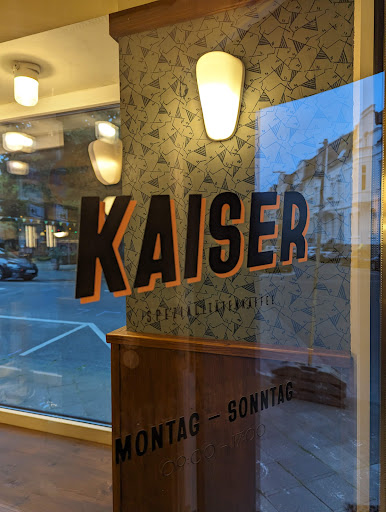 KAISER
SPEZIALITÄTENKAFFEE
MONTAG – SONNTAG